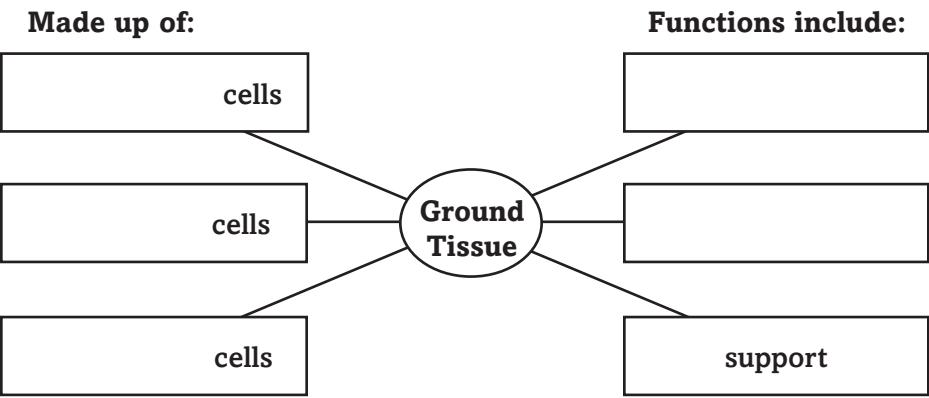 Made up of:
Functions include:
cells
cells
Ground
Tissue
cells
support